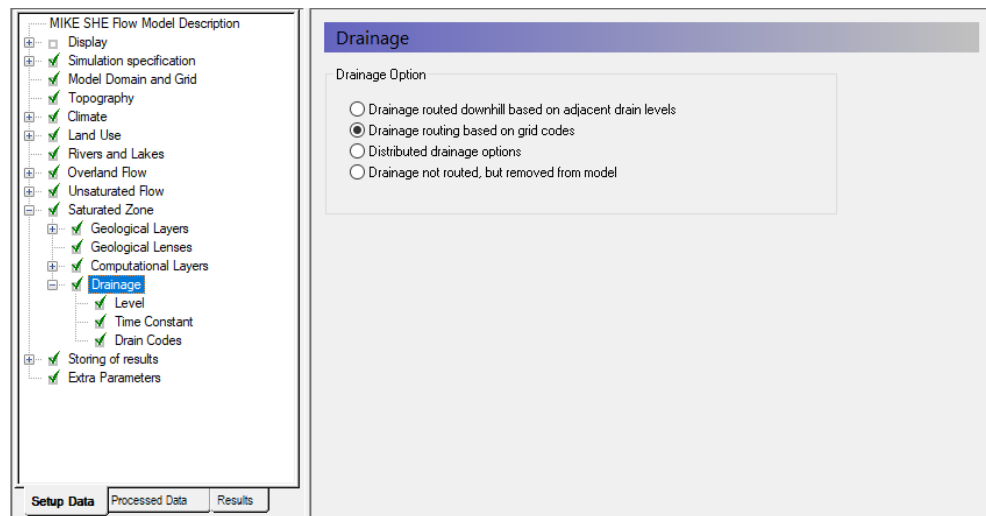 MIKE SHE Flow Model Description
Display
Simulation specification
Model Domain and Grid
Topography
Climate
Land Use
Rivers and Lakes
Overland Flow
Unsaturated Flow
Saturated Zone
Geological Layers
Geological Lenses
Computational Layers
Drainage
Level
Time Constant
Drain Codes
Storing of results
Extra Parameters
Setup Data Processed Data Results
Drainage
Drainage Option
Drainage routed downhill based on adjacent drain levels
Drainage routing based on grid codes
Distributed drainage options
Drainage not routed, but removed from model